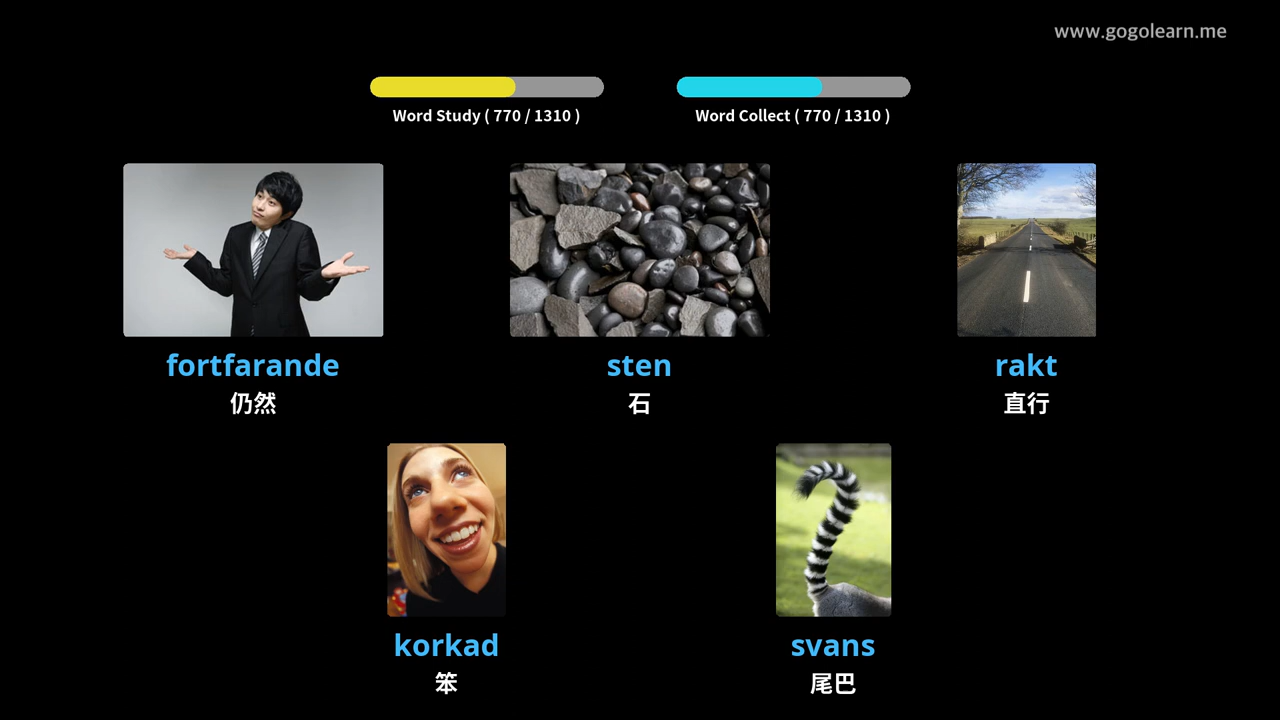 www.gogolearn.me
Word Study ( 770 / 1310 )
Word Collect ( 770 / 1310 )
fortfarande
仍然
sten
石
rakt
直行
korkad
笨
svans
尾巴